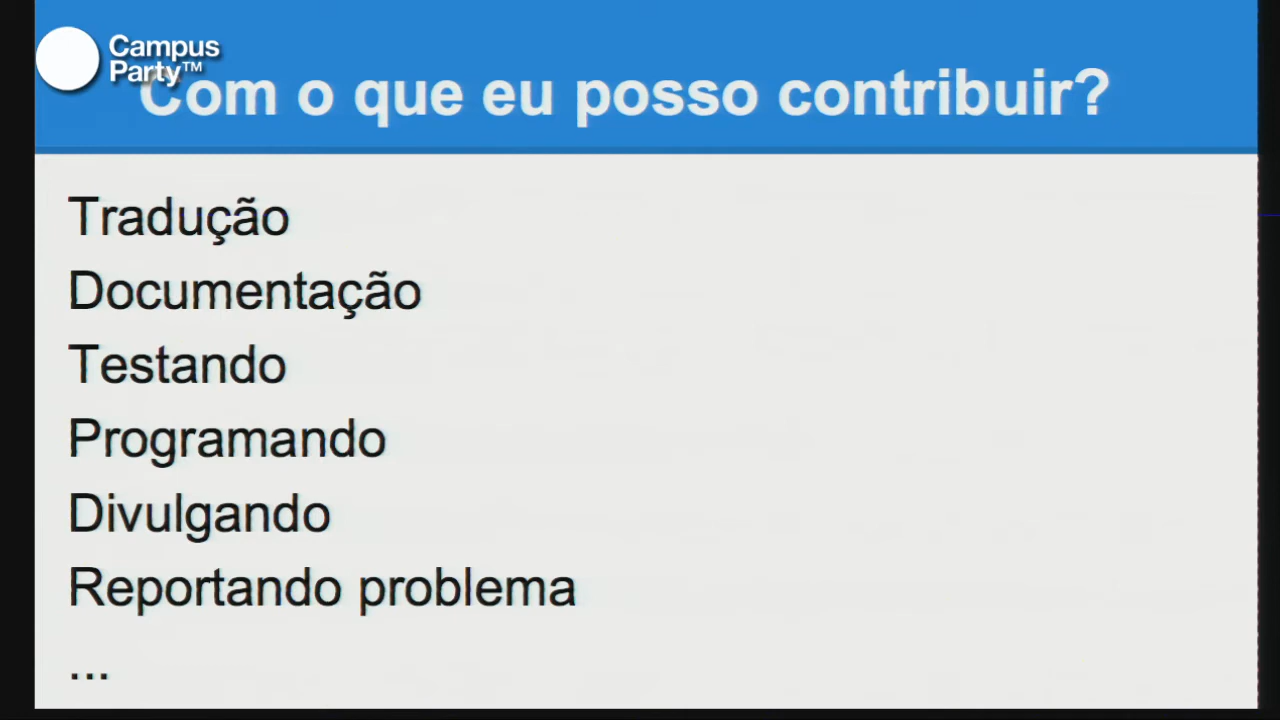 Campus
Party™
Com o que eu posso contribuir?
Tradução
Documentação
Testando
Programando
Divulgando
Reportando problema
...